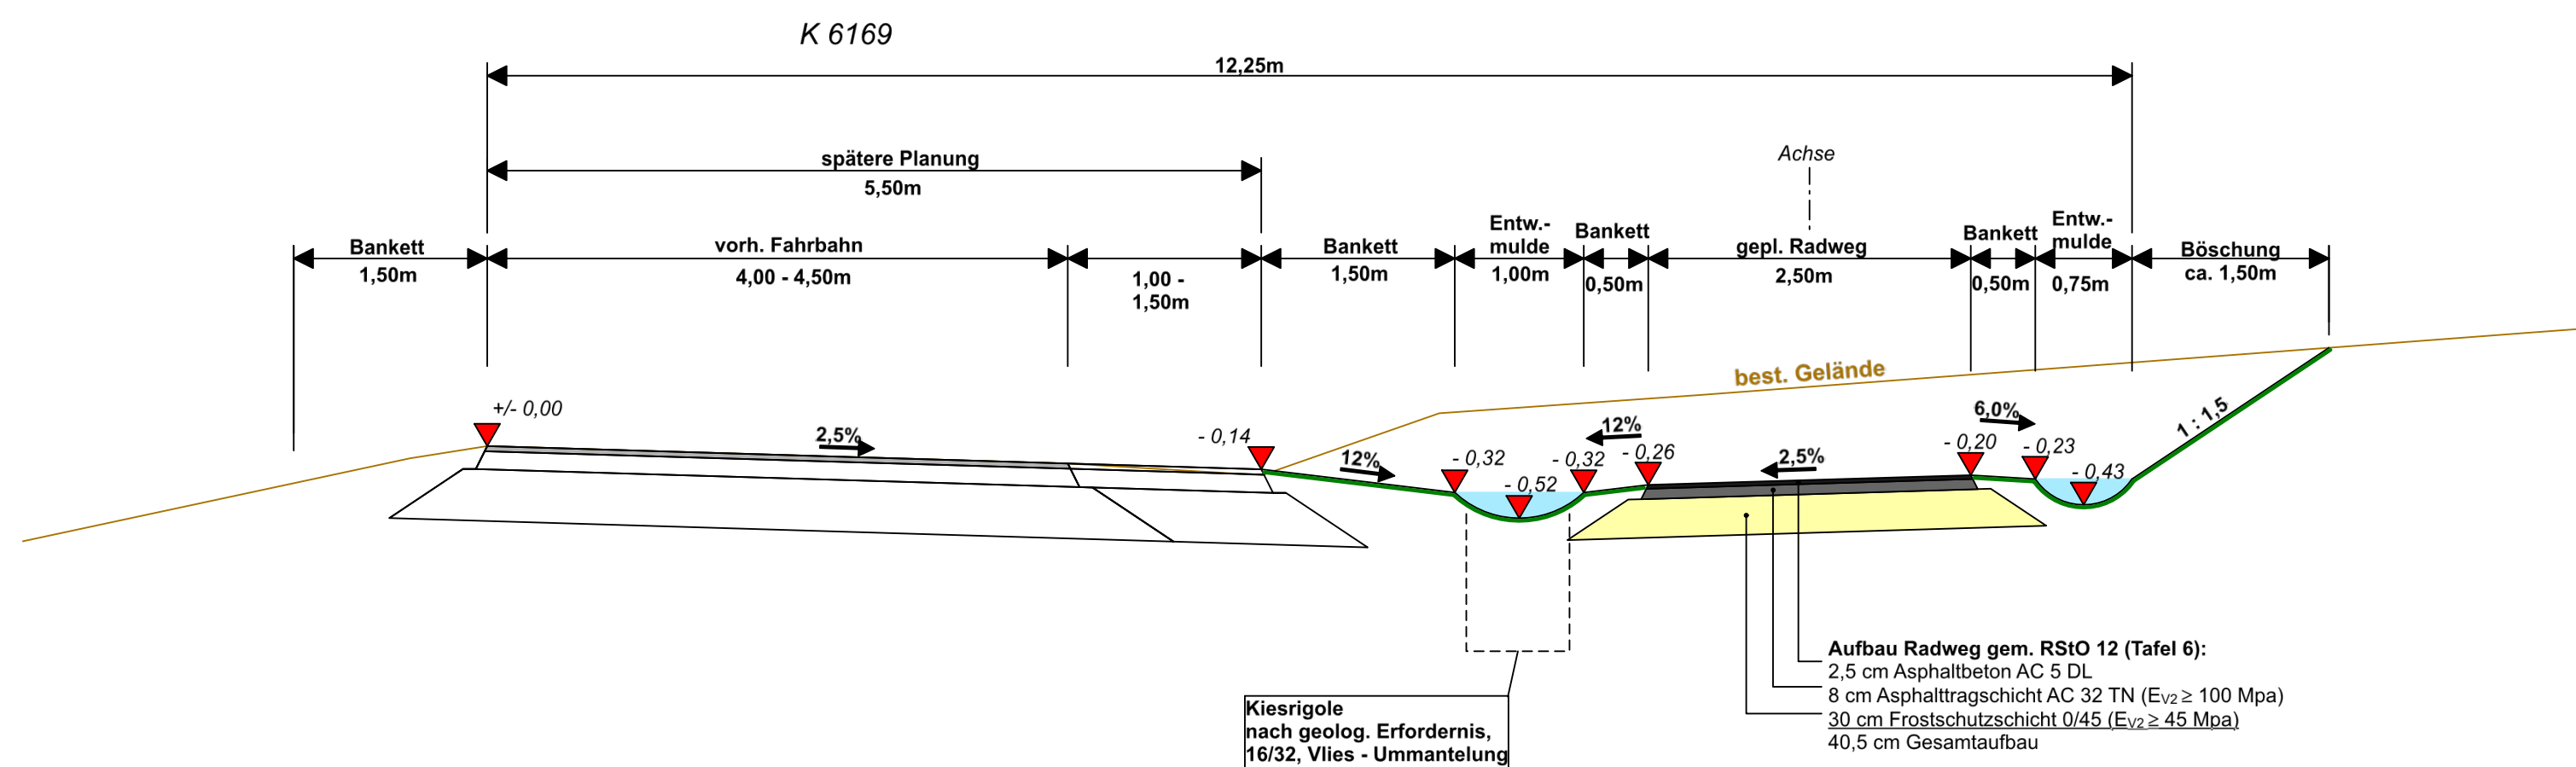 K 6169
12,25m
spätere Planung
5,50m
Achse
Bankett
1,50m
vorh. Fahrbahn
4,00 - 4,50m
1,00 -
1,50m
Bankett
1,50m
Entw.-
mulde
1,00m
Bankett
0,50m
gepl. Radweg
2,50m
Bankett
0,50m
Entw.-
mulde
0,75m
Böschung
ca. 1,50m
best. Gelände
+/- 0,00
2,5%
- 0,14
12%
- 0,32
- 0,52
- 0,32
12%
- 0,26
2,5%
- 0,20
6,0%
- 0,23
- 0,43
1 : 1,5
Kiesrigole
nach geolog. Erfordernis,
16/32, Vlies - Ummantelung
Aufbau Radweg gem. RStO 12 (Tafel 6):
2,5 cm Asphaltbeton AC 5 DL
8 cm Asphalttragschicht AC 32 TN (EV2 ≥ 100 Mpa)
30 cm Frostschutzschicht 0/45 (EV2 ≥ 45 Mpa)
40,5 cm Gesamtaufbau